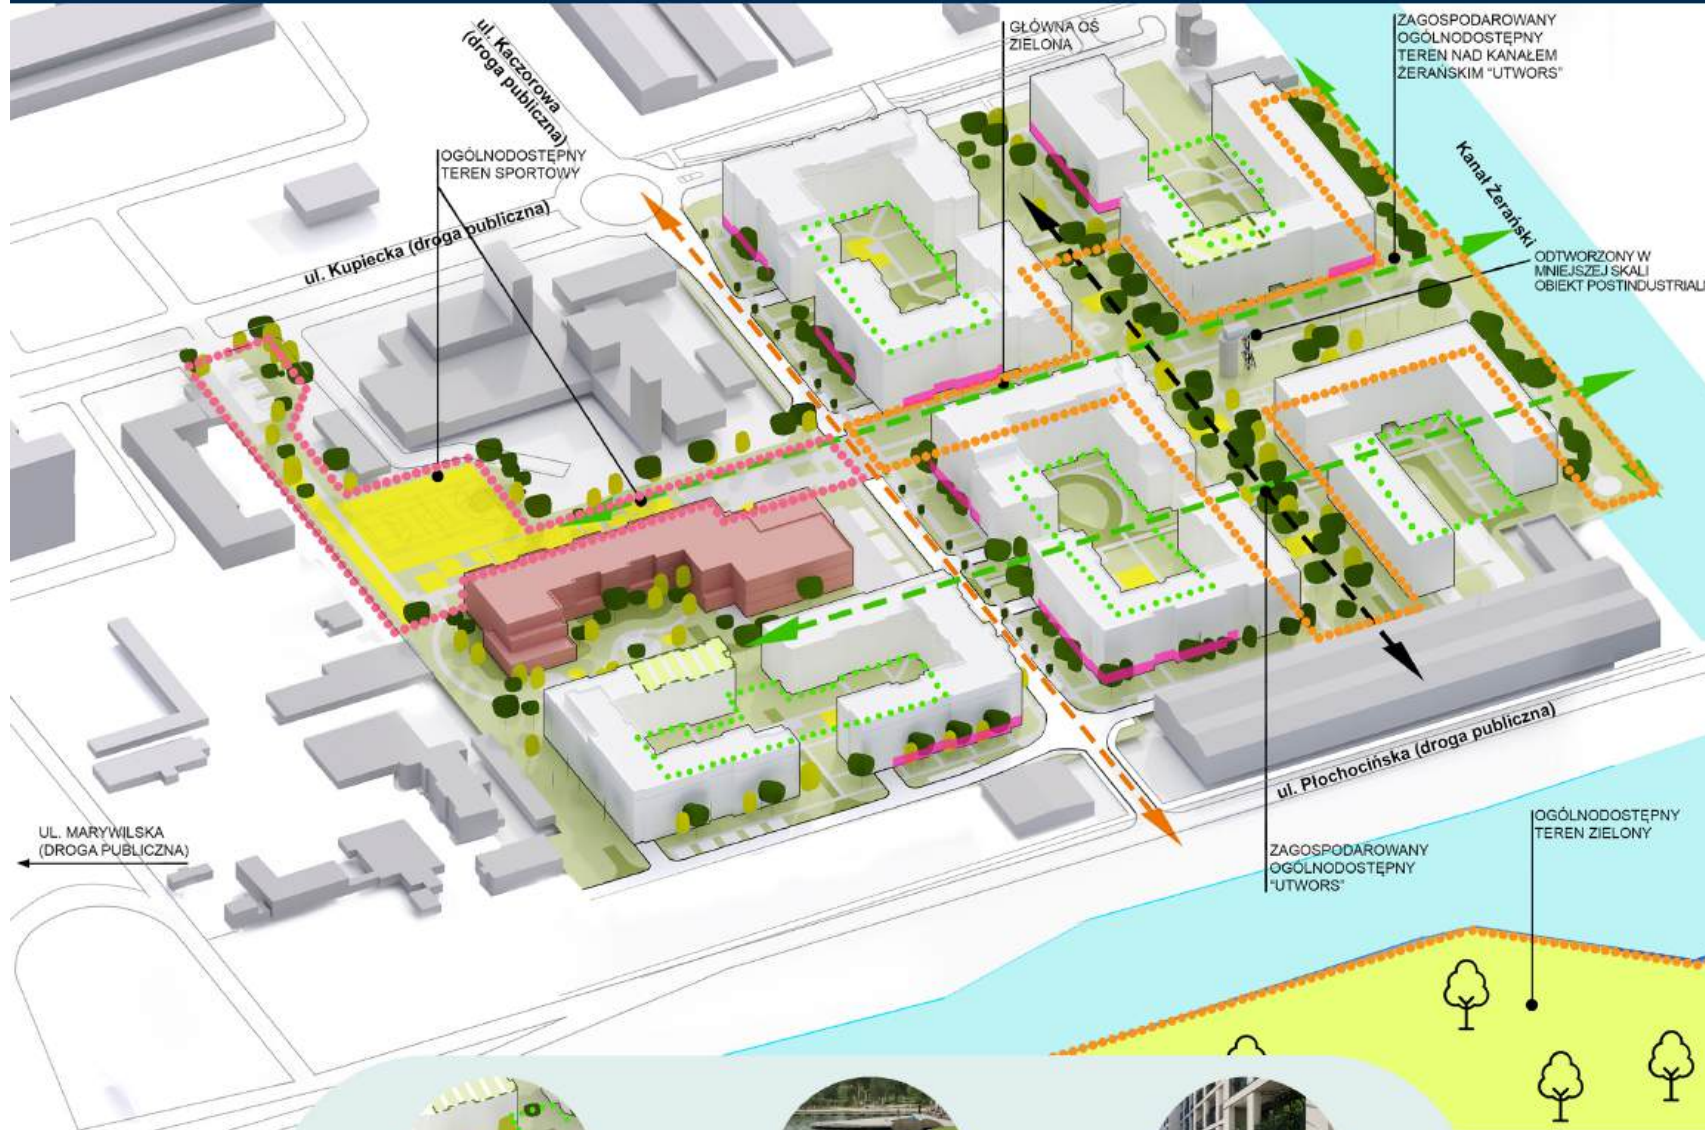 ul. Kaczorowa
(droga publiczna)
GŁÓWNA OŚ
ZIELONA
ZAGOSPODAROWANY
OGÓLNODOSTĘPNY
TEREN NAD KANAŁEM
ŻERAŃSKIM "UTWORS"
OGÓLNODOSTĘPNY
TEREN SPORTOWY
Kanał Żerański
ul. Kupiecka (droga publiczna)
ODTWORZONY W
MNIEJSZEJ SKALI
OBIEKT POSTINDUSTRIAL
ul. Płochocińska (droga publiczna)
UL. MARYWILSKA
(DROGA PUBLICZNA)
ZAGOSPODAROWANY
OGÓLNODOSTĘPNY
"UTWORS"
OGÓLNODOSTĘPNY
TEREN ZIELONY